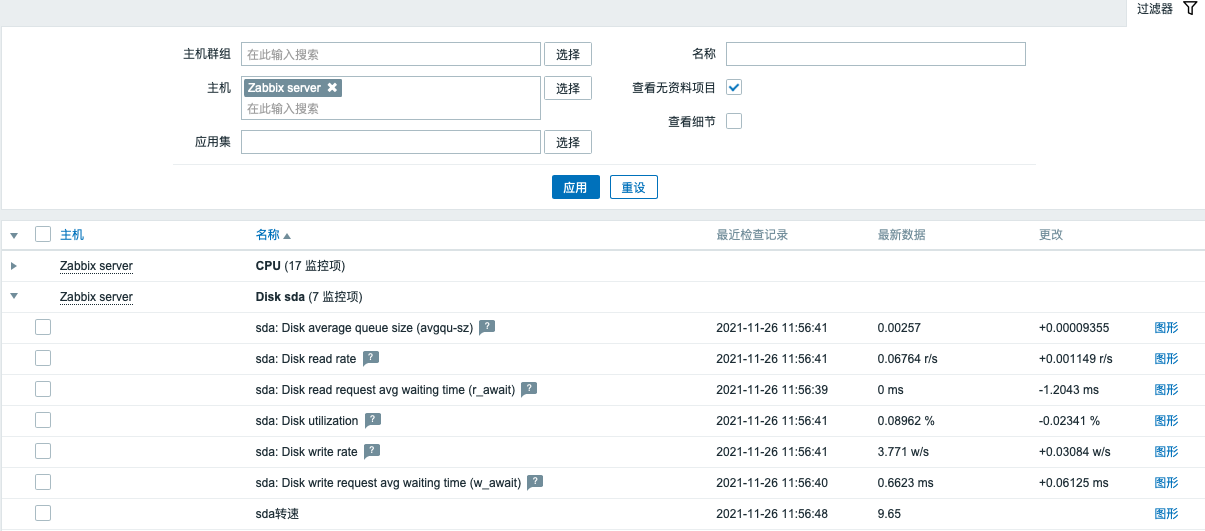 过滤器
主机群组 在此输入搜索 选择 名称
主机 Zabbix server 在此输入搜索 选择 查看无资料项目
查看细节
应用集 选择
应用 重设
主机 名称 最近检查记录 最新数据 更改
Zabbix server CPU (17 监控项)
Zabbix server Disk sda (7 监控项)
sda: Disk average queue size (avgqu-sz) ? 2021-11-26 11:56:41 0.00257 +0.00009355 图形
sda: Disk read rate ? 2021-11-26 11:56:41 0.06764 r/s +0.001149 r/s 图形
sda: Disk read request avg waiting time (r_await) ? 2021-11-26 11:56:39 0 ms -1.2043 ms 图形
sda: Disk utilization ? 2021-11-26 11:56:41 0.08962 % -0.02341 % 图形
sda: Disk write rate ? 2021-11-26 11:56:41 3.771 w/s +0.03084 w/s 图形
sda: Disk write request avg waiting time (w_await) ? 2021-11-26 11:56:40 0.6623 ms +0.06125 ms 图形
sda转速 2021-11-26 11:56:48 9.65 图形